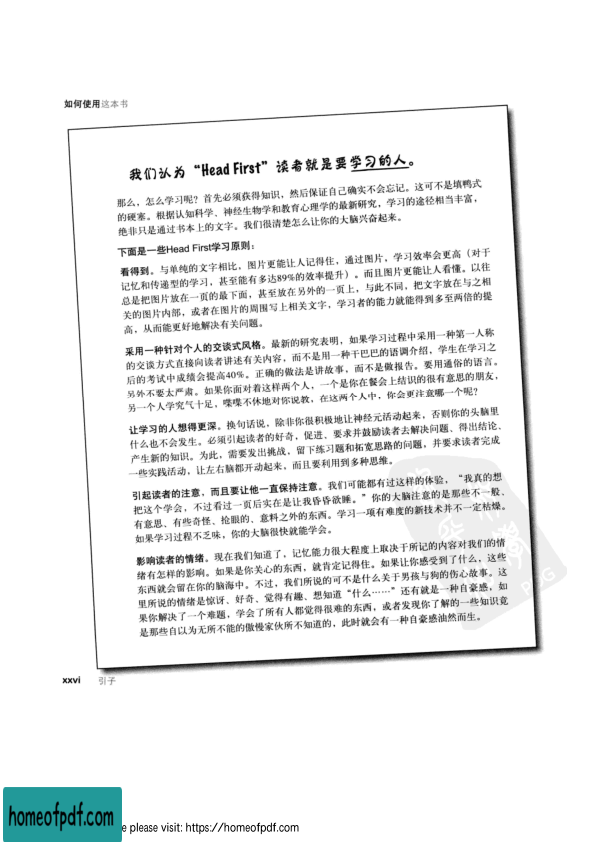 如何使用这本书
我们认为“Head First”读者就是要学习的人。
那么，怎么学习呢？首先必须获得知识，然后保证自己确实不会忘记。这可不是填鸭式
的硬塞。根据认知科学、神经生物学和教育心理学的最新研究，学习的途径相当丰富，
绝非只是通过书本上的文字。我们很清楚怎么让你的大脑兴奋起来。
下面是一些Head First学习原则：
看得到。与单纯的文字相比，图片更能让人记得住，通过图片，学习效率会更高（对于
记忆和传递型的学习，甚至能有多达89%的效率提升）。而且图片更能让人看懂。以往
总是把图片放在一页的最下面，甚至放在另外的一页上，与此不同，把文字放在与之相
关的图片内部，或者在图片的周围写上相关文字，学习者的能力就能得到多至两倍的提
高，从而能更好地解决有关问题。
采用一种针对个人的交谈式风格。最新的研究表明，如果学习过程中采用一种第一人称
的交谈方式直接向读者讲述有关内容，而不是用一种干巴巴的语调介绍，学生在学习之
后的考试中成绩会提高40%。正确的做法是讲故事，而不是做报告。要用通俗的语言。
另外不要太严肃。如果你面对着这样两个人，一个是你在餐会上结识的很有意思的朋友，
另一个人学究气十足，喋喋不休地对你说教，在这两个人中，你会更注意哪一个呢？
让学习的人想得更深。换句话说，除非你很积极地让神经元活动起来，否则你的头脑里
什么也不会发生。必须引起读者的好奇，促进、要求并鼓励读者去解决问题、得出结论、
产生新的知识。为此，需要发出挑战，留下练习题和拓宽思路的问题，并要求读者完成
一些实践活动，让左右脑都开动起来，而且要利用到多种思维。
引起读者的注意，而且要让他一直保持注意。我们可能都有过这样的体验，“我真的想
把这个学会，不过看过一页后实在是让我昏昏欲睡。”你的大脑注意的是那些不一般、
有意思、有些奇怪、抢眼的、意料之外的东西。学习一项有难度的新技术并不一定枯燥。
如果学习过程不乏味，你的大脑很快就能学会。
影响读者的情绪。现在我们知道了，记忆能力很大程度上取决于所记的内容对我们的情
绪有怎样的影响。如果是你关心的东西，就肯定记得住。如果让你感受到了什么，这些
东西就会留在你的脑海中。不过，我们所说的可不是什么关于男孩与狗的伤心故事。这
里所说的情绪是惊讶、好奇、觉得有趣、想知道“什么……”还有就是一种自豪感，如
果你解决了一个难题，学会了所有人都觉得很难的东西，或者发现你了解的一些知识竟
是那些自以为无所不能的傲慢家伙所不知道的，此时就会有一种自豪感油然而生。
xxvi 引子
homeofpdf.com
e please visit: https://homeofpdf.com